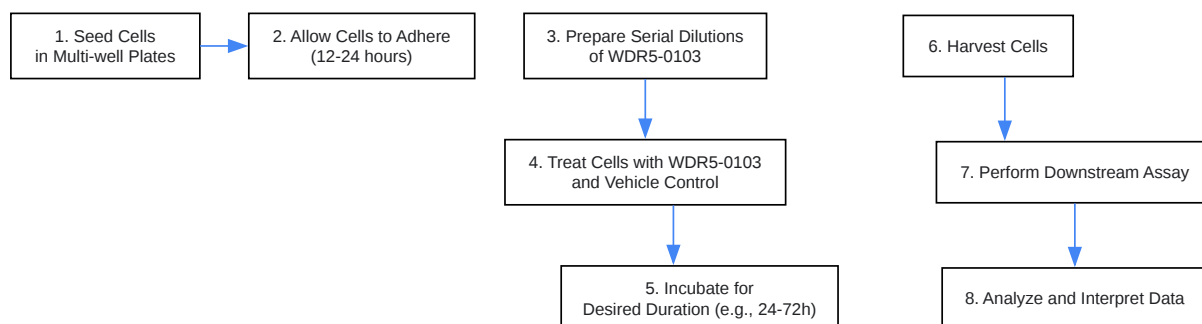 1. Seed Cells
in Multi-well Plates
2. Allow Cells to Adhere
(12-24 hours)
3. Prepare Serial Dilutions
of WDR5-0103
4. Treat Cells with WDR5-0103
and Vehicle Control
5. Incubate for
Desired Duration (e.g., 24-72h)
6. Harvest Cells
7. Perform Downstream Assay
8. Analyze and Interpret Data